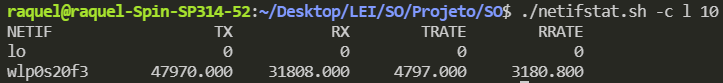 raquel@raquel-Spin-SP314-52:~/Desktop/LEI/SO/Projeto/SO$ ./netifstat.sh -c l 10
NETIF TX RX TRATE RRATE
lo 0 0 0 0
wlp0s20f3 47970.000 31808.000 4797.000 3180.800